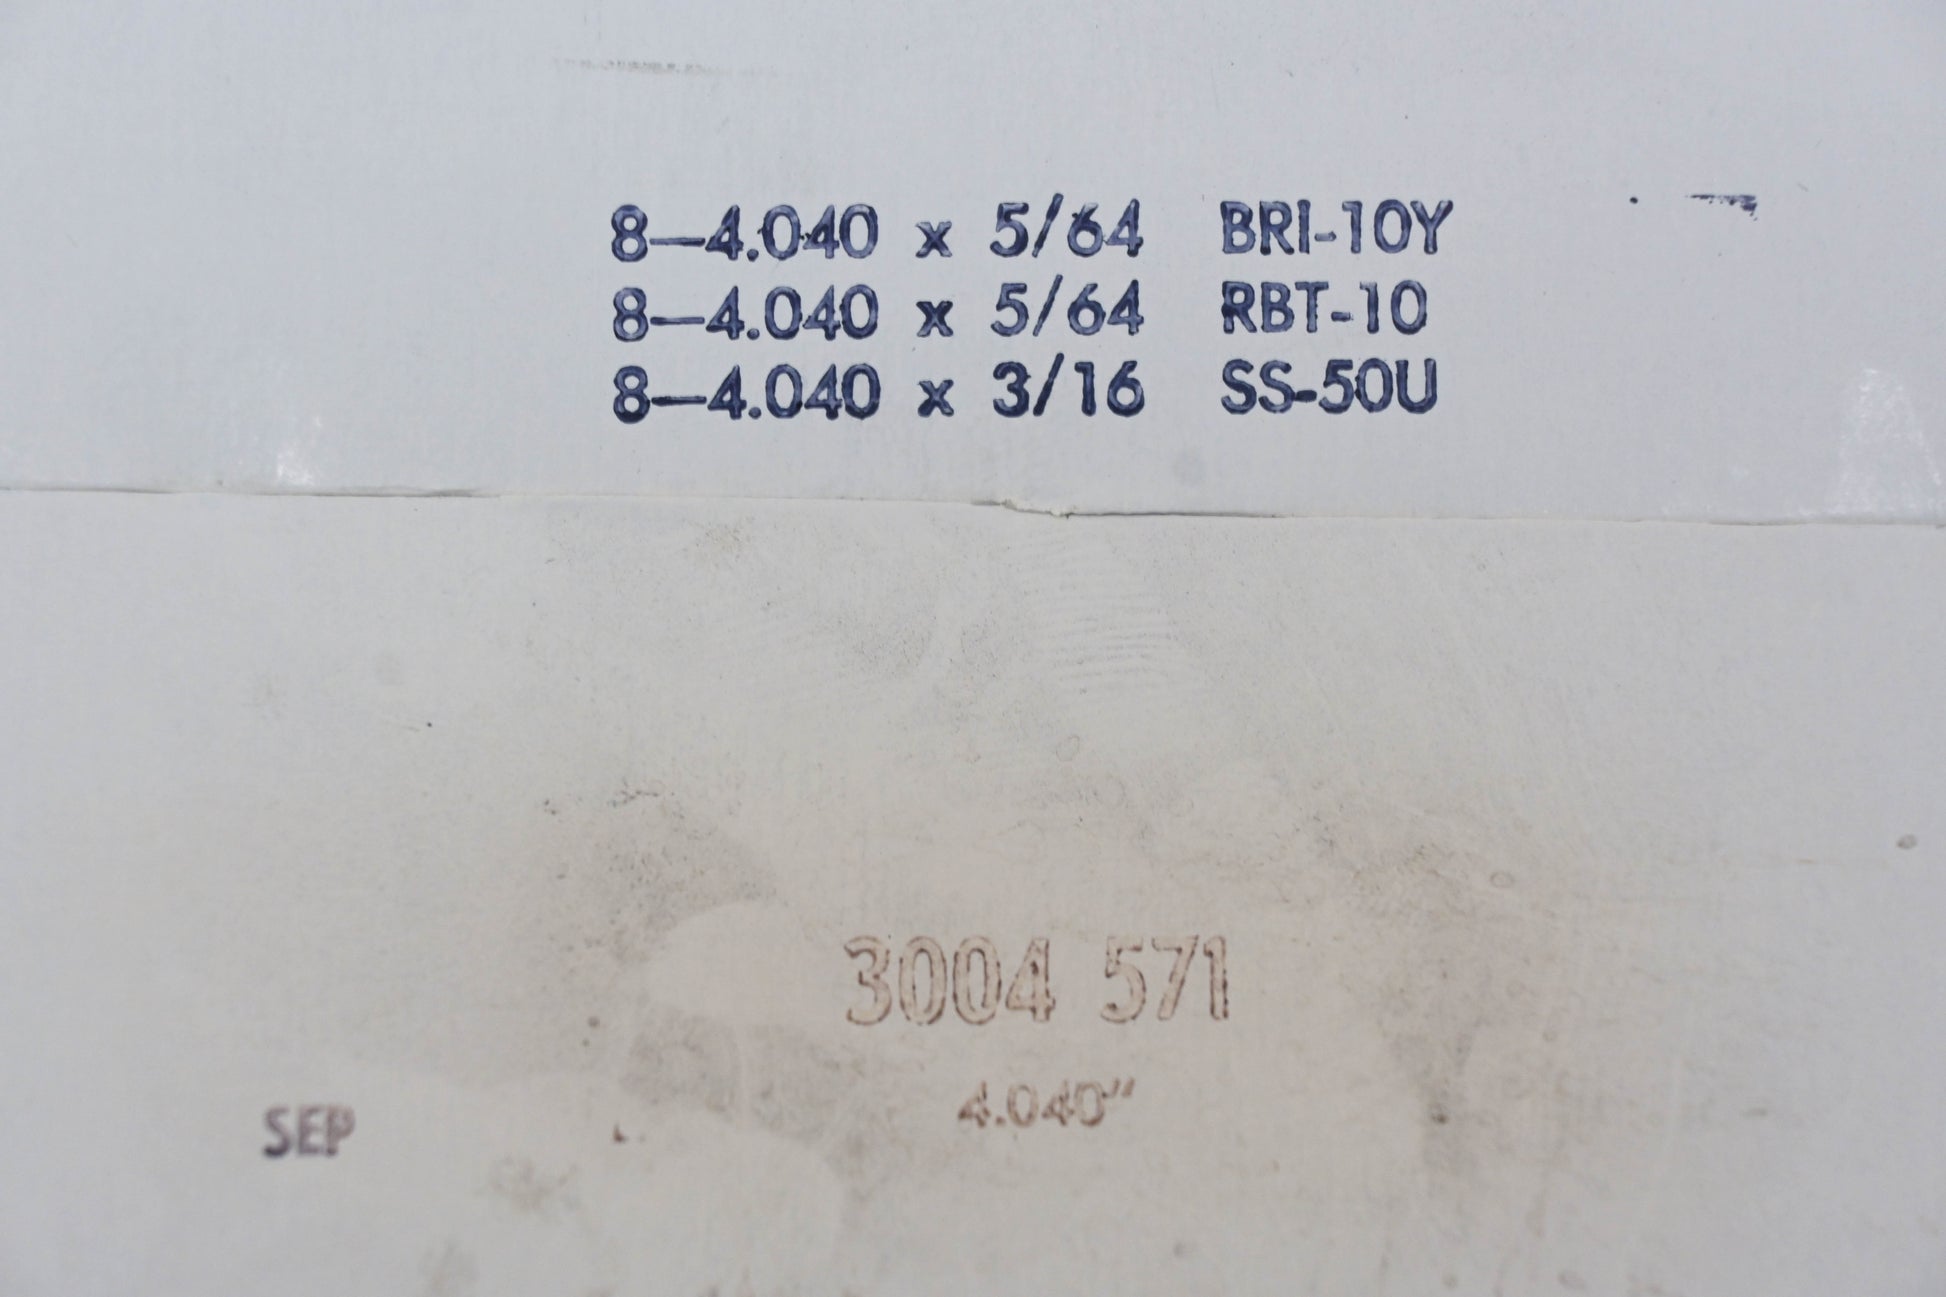 8—4.040 x 5/64 BRI-10Y
8—4.040 x 5/64 RBT-10
8—4.040 x 3/16 SS-50U
3004 571
4.040"
SEP